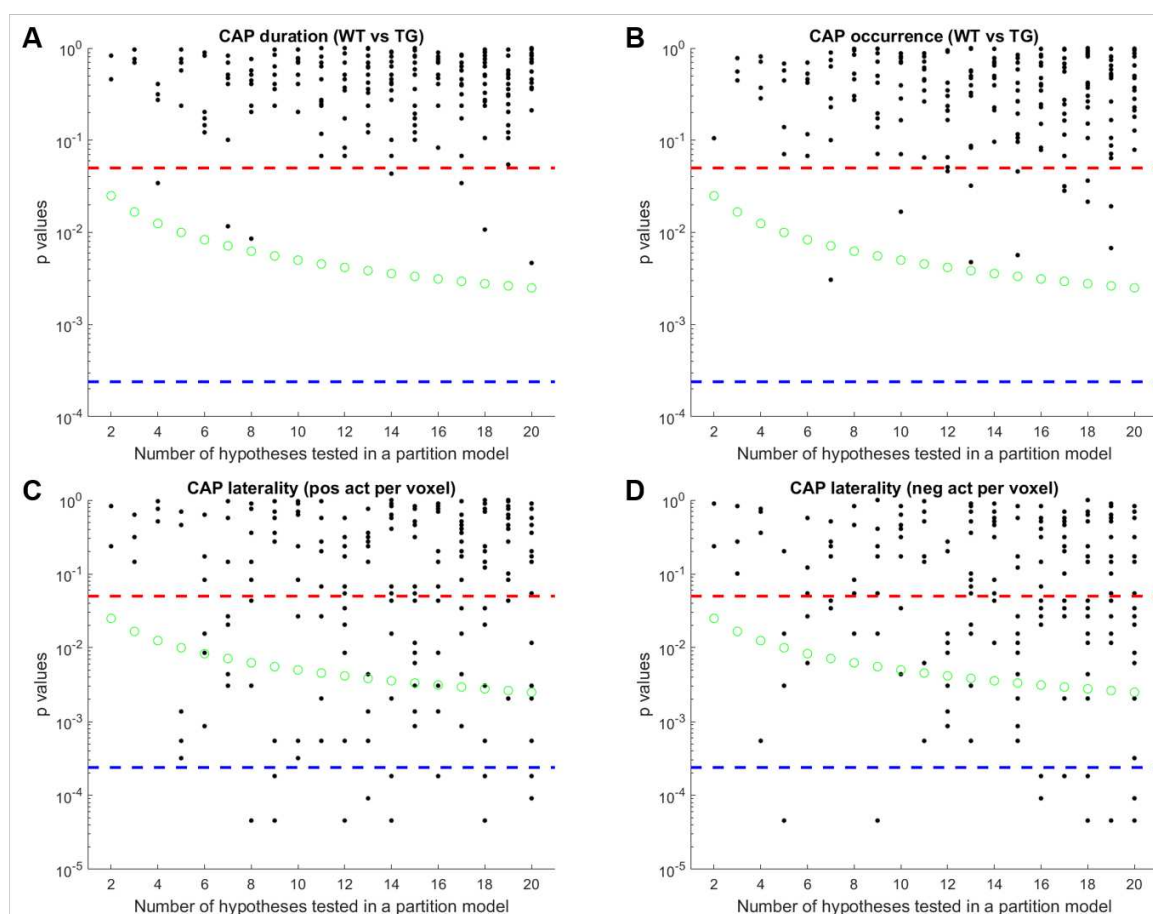 A
CAP duration (WT vs TG)
10^0
10^-1
10^-2
10^-3
10^-4
p values
2 4 6 8 10 12 14 16 18 20
Number of hypotheses tested in a partition model
B
CAP occurrence (WT vs TG)
10^0
10^-1
10^-2
10^-3
10^-4
p values
2 4 6 8 10 12 14 16 18 20
Number of hypotheses tested in a partition model
C
CAP laterality (pos act per voxel)
10^0
10^-1
10^-2
10^-3
10^-4
10^-5
p values
2 4 6 8 10 12 14 16 18 20
Number of hypotheses tested in a partition model
D
CAP laterality (neg act per voxel)
10^0
10^-1
10^-2
10^-3
10^-4
10^-5
p values
2 4 6 8 10 12 14 16 18 20
Number of hypotheses tested in a partition model